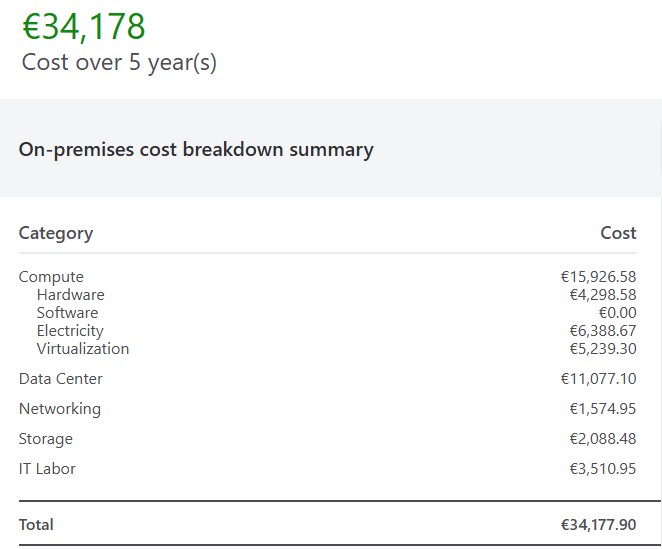 €34,178
Cost over 5 year(s)
On-premises cost breakdown summary
Category Cost
Compute €15,926.58
Hardware €4,298.58
Software €0.00
Electricity €6,388.67
Virtualization €5,239.30
Data Center €11,077.10
Networking €1,574.95
Storage €2,088.48
IT Labor €3,510.95
Total €34,177.90